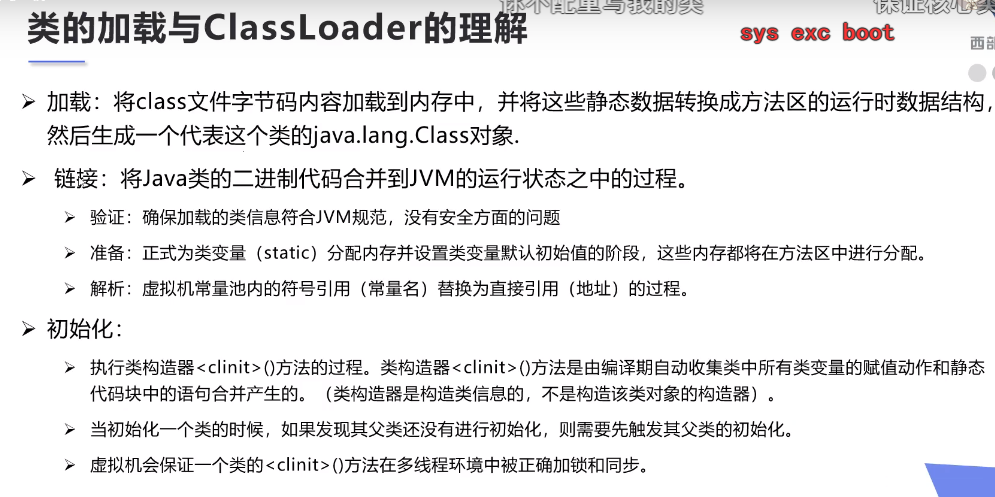 你不配重写我的类
保证核心类
类的加载与ClassLoader的理解
sys exc boot
西部
加载：将class文件字节码内容加载到内存中，并将这些静态数据转换成方法区的运行时数据结构，
然后生成一个代表这个类的java.lang.Class对象.
链接：将Java类的二进制代码合并到JVM的运行状态之中的过程。
验证：确保加载的类信息符合JVM规范，没有安全方面的问题
准备：正式为类变量（static）分配内存并设置类变量默认初始值的阶段，这些内存都将在方法区中进行分配。
解析：虚拟机常量池内的符号引用（常量名）替换为直接引用（地址）的过程。
初始化：
执行类构造器<clinit>()方法的过程。类构造器<clinit>()方法是由编译期自动收集类中所有类变量的赋值动作和静态
代码块中的语句合并产生的。（类构造器是构造类信息的，不是构造该类对象的构造器）。
当初始化一个类的时候，如果发现其父类还没有进行初始化，则需要先触发其父类的初始化。
虚拟机会保证一个类的<clinit>()方法在多线程环境中被正确加锁和同步。